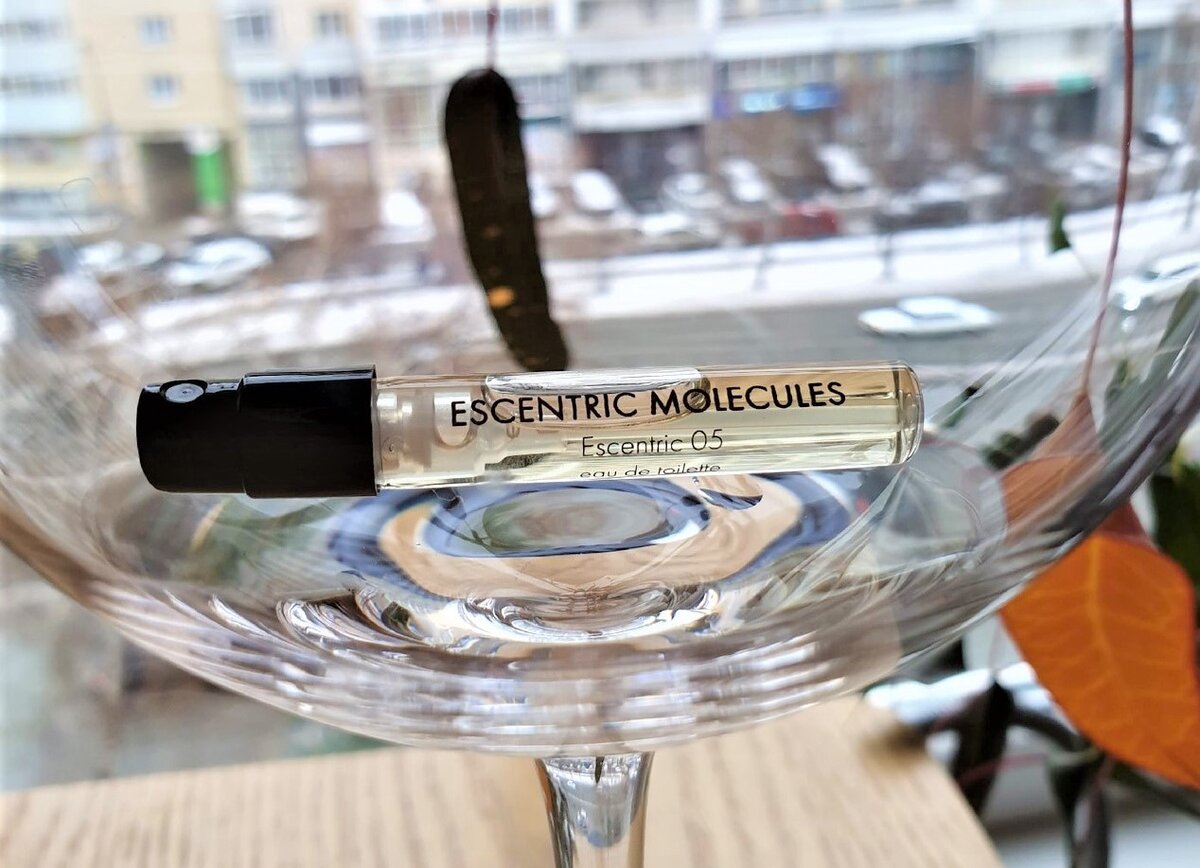 ESCENTRIC MOLECULES
Escentric 05
eau de toilette